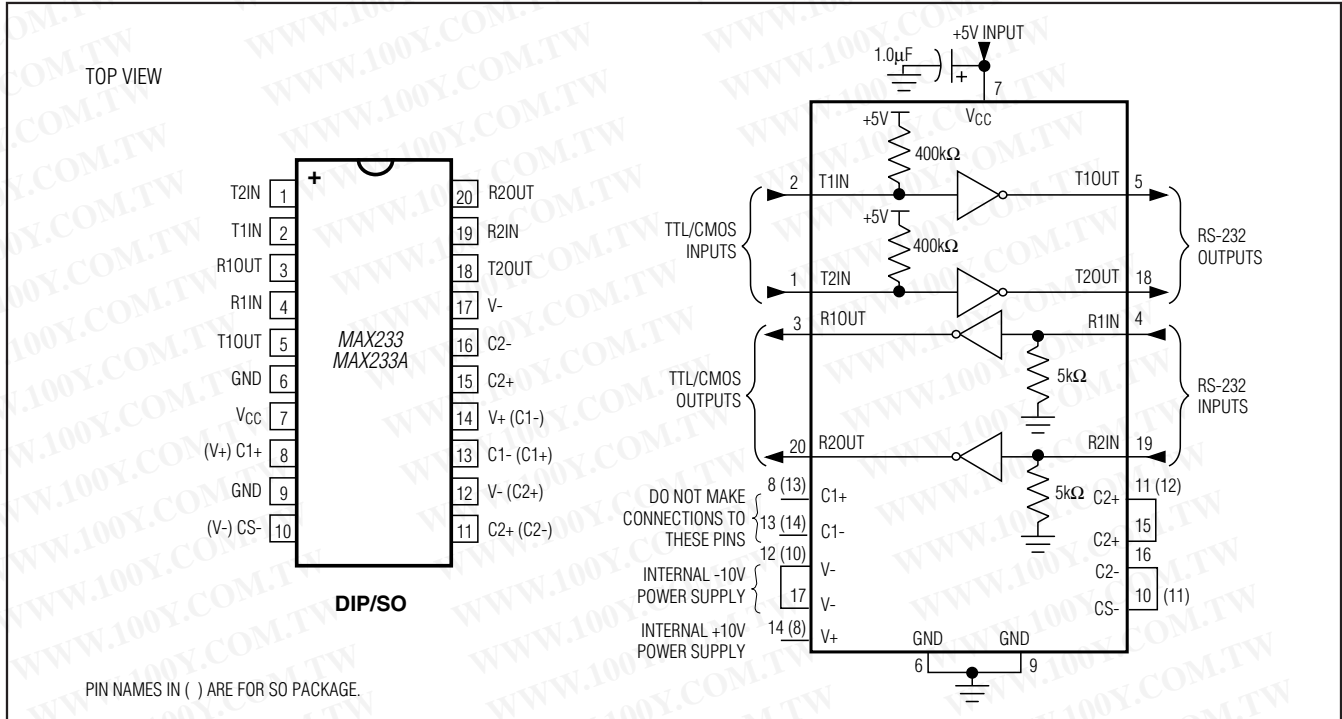 TOP VIEW
+
T2IN 1
T1IN 2
R1OUT 3
R1IN 4
T1OUT 5
GND 6
VCC 7
(V+) C1+ 8
GND 9
(V-) CS- 10
20 R2OUT
19 R2IN
18 T2OUT
17 V-
16 C2-
15 C2+
14 V+ (C1-)
13 C1- (C1+)
12 V- (C2+)
11 C2+ (C2-)
MAX233
MAX233A
DIP/SO
PIN NAMES IN ( ) ARE FOR SO PACKAGE.
+5V INPUT
1.0µF
+
7
VCC
+5V
400kΩ
2 T1IN
T1OUT 5
+5V
400kΩ
TTL/CMOS
INPUTS
RS-232
OUTPUTS
1 T2IN
T2OUT 18
3 R1OUT
R1IN 4
5kΩ
TTL/CMOS
OUTPUTS
RS-232
INPUTS
20 R2OUT
R2IN 19
5kΩ
DO NOT MAKE
CONNECTIONS TO
THESE PINS
8 (13) C1+
13 (14) C1-
INTERNAL -10V
POWER SUPPLY
12 (10) V-
17 V-
INTERNAL +10V
POWER SUPPLY
14 (8) V+
C2+ 11 (12)
C2+ 15
C2- 16
CS- 10 (11)
GND GND
6 9
WWW.100Y.COM.TW